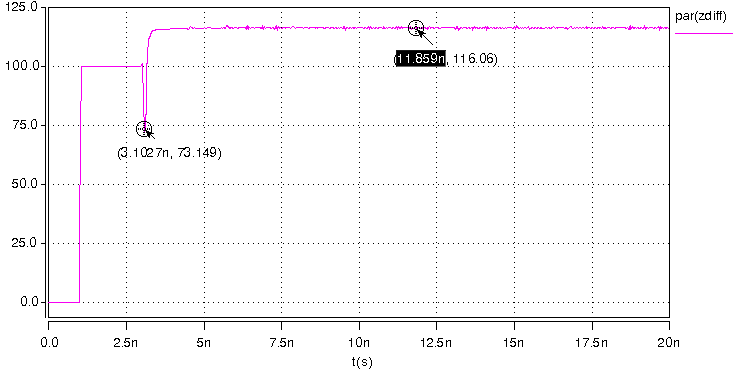 125.0
par(zdiff)
(11.859n, 116.06)
100.0
75.0
(3.1027n, 73.149)
50.0
25.0
0.0
0.0 2.5n 5n 7.5n 10n 12.5n 15n 17.5n 20n
t(s)